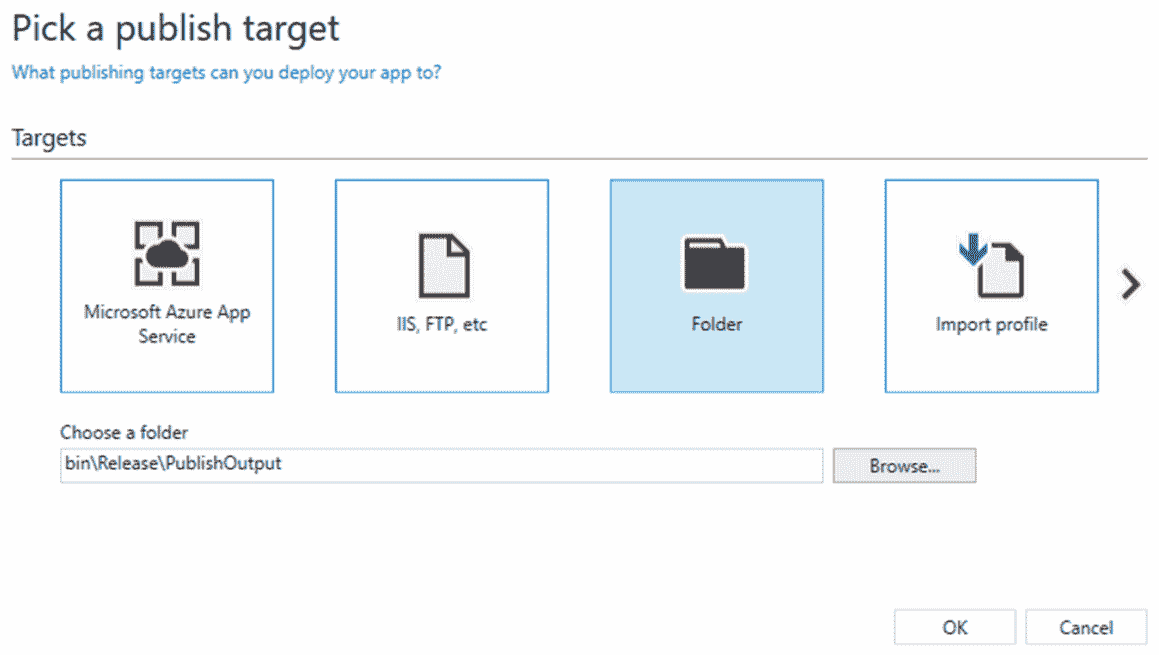 Pick a publish target
What publishing targets can you deploy your app to?
Targets
Microsoft Azure App
Service
IIS, FTP, etc
Folder
Import profile
Choose a folder
bin\Release\PublishOutput
Browse...
OK
Cancel